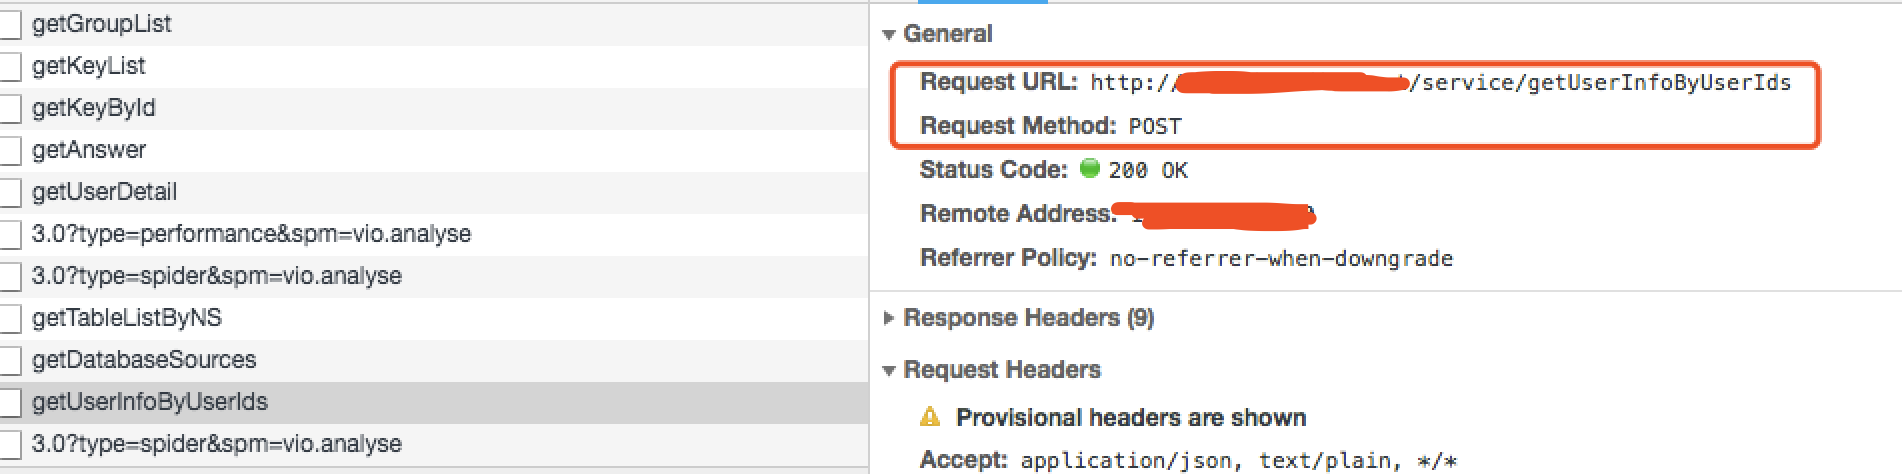 getGroupList
getKeyList
getKeyById
getAnswer
getUserDetail
3.0?type=performance&spm=vio.analyse
3.0?type=spider&spm=vio.analyse
getTableListByNS
getDatabaseSources
getUserInfoByUserIds
3.0?type=spider&spm=vio.analyse
General
Request URL: http:// /service/getUserInfoByUserIds
Request Method: POST
Status Code: 200 OK
Remote Address:
Referrer Policy: no-referrer-when-downgrade
Response Headers (9)
Request Headers
Provisional headers are shown
Accept: application/json, text/plain, */*